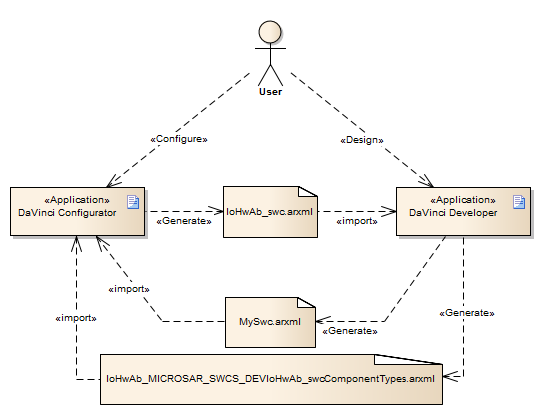 User
«Configure»
«Design»
«Application»
DaVinci Configurator
«Generate»
IoHwAb_swc.arxml
«import»
«Application»
DaVinci Developer
«import»
«import»
MySwc.arxml
«Generate»
«Generate»
IoHwAb_MICROSAR_SWCS_DEVIoHwAb_swcComponentTypes.arxml